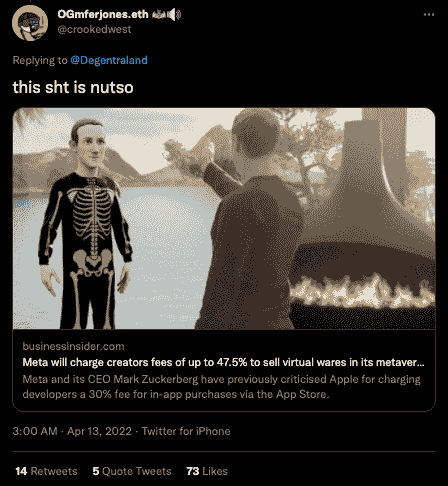 OGmferjones.eth
@crookedwest
Replying to @Degentraland
this sht is nutso
businessinsider.com
Meta will charge creators fees of up to 47.5% to sell virtual wares in its metaver...
Meta and its CEO Mark Zuckerberg have previously criticised Apple for charging
developers a 30% fee for in-app purchases via the App Store.
3:00 AM · Apr 13, 2022 · Twitter for iPhone
14 Retweets 5 Quote Tweets 73 Likes